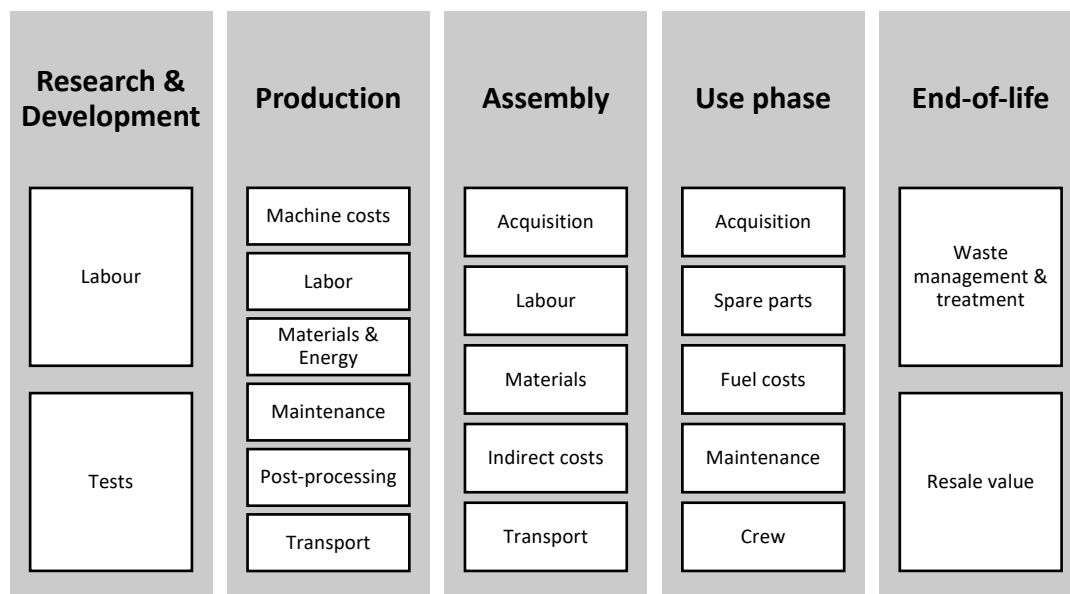 Research &
Development
Labour
Tests
Production
Machine costs
Labor
Materials &
Energy
Maintenance
Post-processing
Transport
Assembly
Acquisition
Labour
Materials
Indirect costs
Transport
Use phase
Acquisition
Spare parts
Fuel costs
Maintenance
Crew
End-of-life
Waste
management &
treatment
Resale value